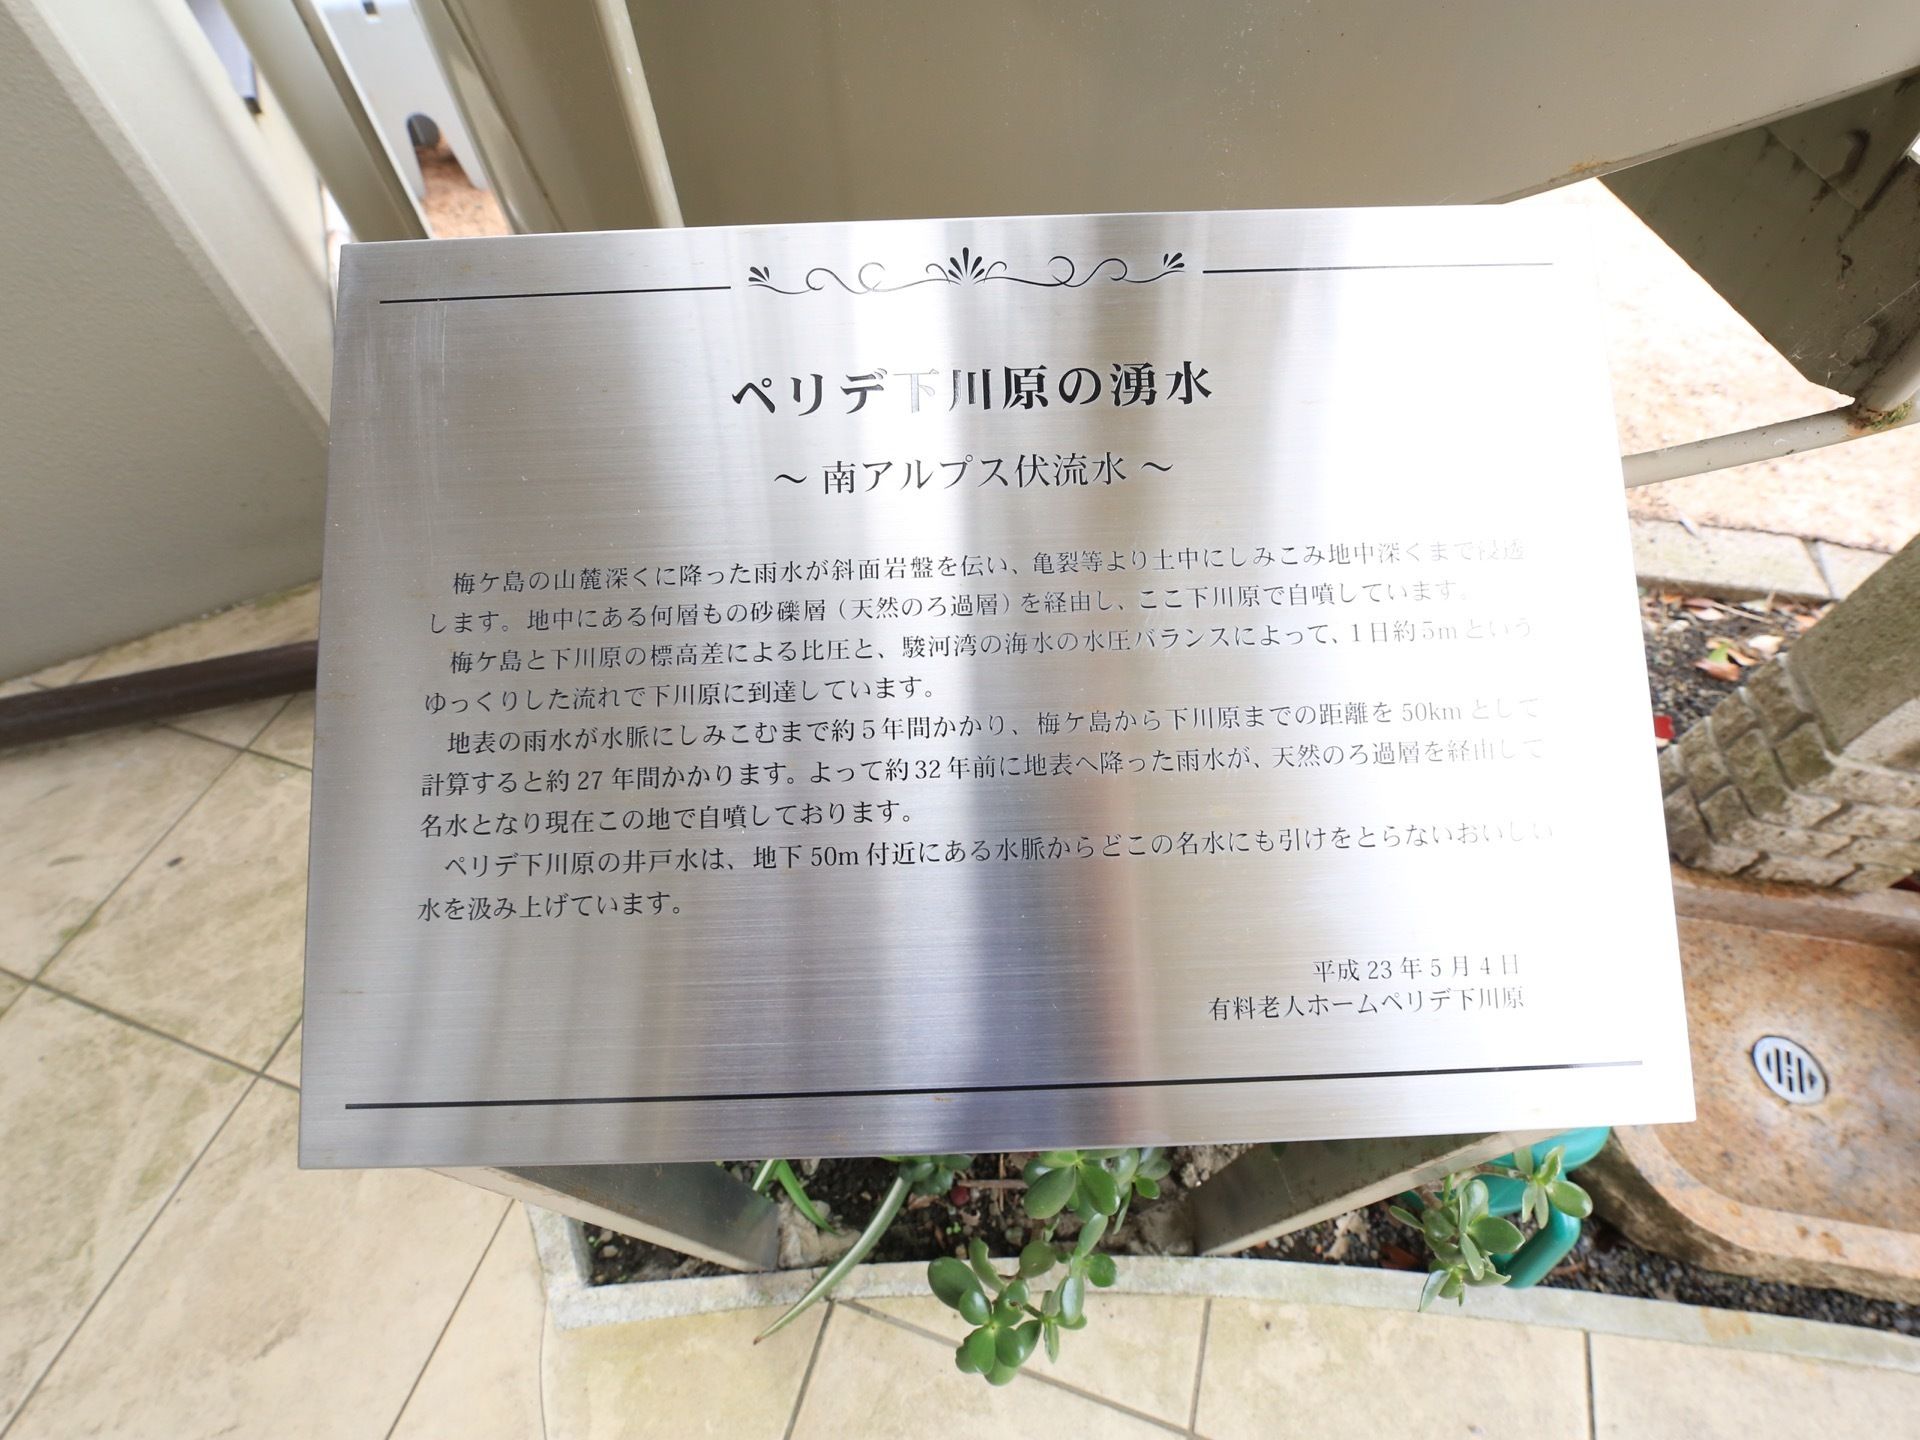 ペリデ下川原の湧水
～ 南アルプス伏流水 ～
梅ケ島の山麓深くに降った雨水が斜面岩盤を伝い、亀裂等より土中にしみこみ地中深くまで浸透
します。地中にある何層もの砂礫層（天然のろ過層）を経由し、ここ下川原で自噴しています。
梅ケ島と下川原の標高差による比圧と、駿河湾の海水の水圧バランスによって、1日約5mという
ゆっくりした流れで下川原に到達しています。
地表の雨水が水脈にしみこむまで約5年間かかり、梅ケ島から下川原までの距離を50kmとして
計算すると約27年間かかります。よって約32年前に地表へ降った雨水が、天然のろ過層を経由して
名水となり現在この地で自噴しております。
ペリデ下川原の井戸水は、地下50m付近にある水脈からどこの名水にも引けをとらないおいしい
水を汲み上げています。
平成23年5月4日
有料老人ホームペリデ下川原